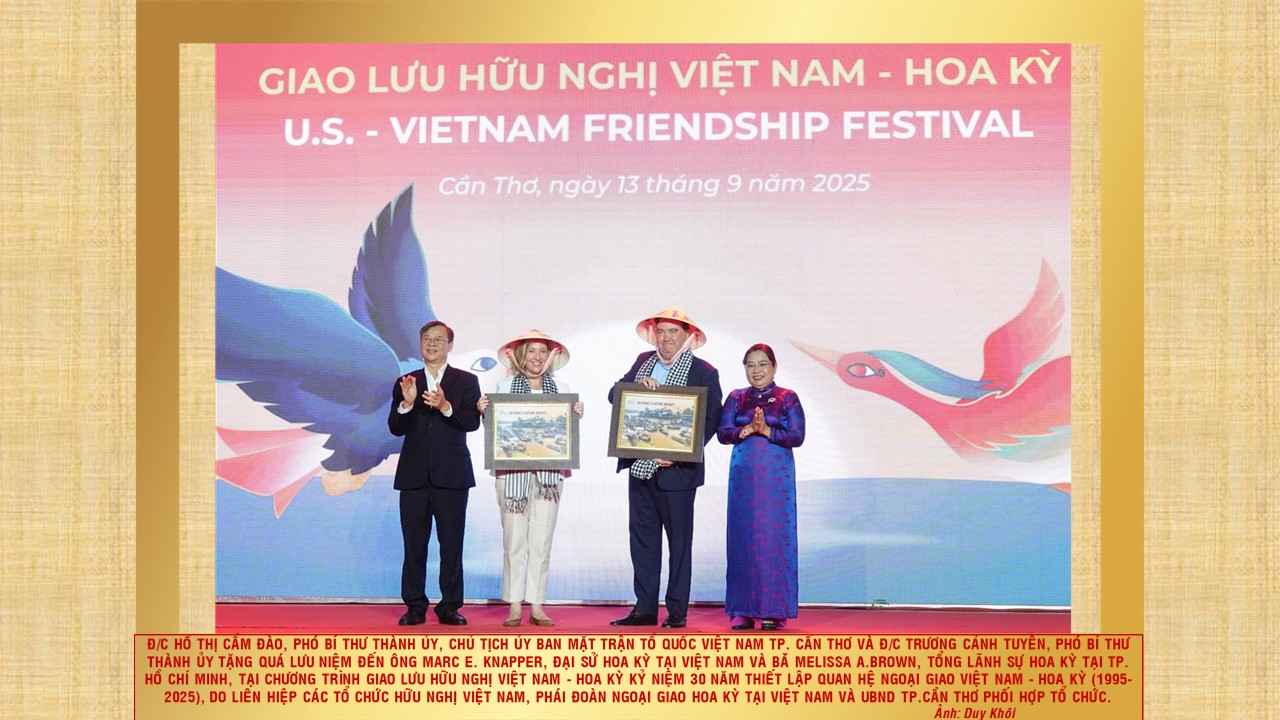 GIAO LƯU HỮU NGHỊ VIỆT NAM - HOA KỲ
U.S. - VIETNAM FRIENDSHIP FESTIVAL
Cần Thơ, ngày 13 tháng 9 năm 2025
FLOATING MARKET
FLOATING MARKET
Đ/C HỒ THỊ CẨM ĐÀO, PHÓ BÍ THƯ THÀNH ỦY, CHỦ TỊCH ỦY BAN MẶT TRẬN TỔ QUỐC VIỆT NAM TP. CẦN THƠ VÀ Đ/C TRƯƠNG CẢNH TUYÊN, PHÓ BÍ THƯ
THÀNH ỦY TẶNG QUÀ LƯU NIỆM ĐẾN ÔNG MARC E. KNAPPER, ĐẠI SỨ HOA KỲ TẠI VIỆT NAM VÀ BÀ MELISSA A.BROWN, TỔNG LÃNH SỰ HOA KỲ TẠI TP.
HỒ CHÍ MINH, TẠI CHƯƠNG TRÌNH GIAO LƯU HỮU NGHỊ VIỆT NAM - HOA KỲ KỶ NIỆM 30 NĂM THIẾT LẬP QUAN HỆ NGOẠI GIAO VIỆT NAM - HOA KỲ (1995-
2025), DO LIÊN HIỆP CÁC TỔ CHỨC HỮU NGHỊ VIỆT NAM, PHÁI ĐOÀN NGOẠI GIAO HOA KỲ TẠI VIỆT NAM VÀ UBND TP.CẦN THƠ PHỐI HỢP TỔ CHỨC.
Ảnh: Duy Khôi